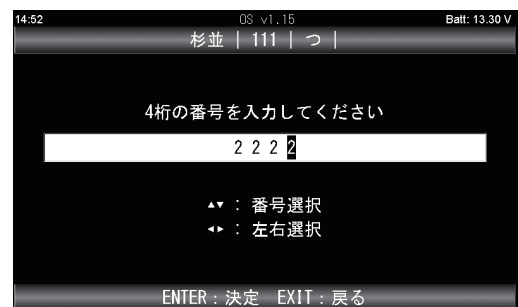 14:52 OS v1.15 Batt: 13.30 V
杉並 | 111 | つ |
4桁の番号を入力してください
2 2 2 2
▲▼ : 番号選択
◀▶ : 左右選択
ENTER : 決定 EXIT : 戻る